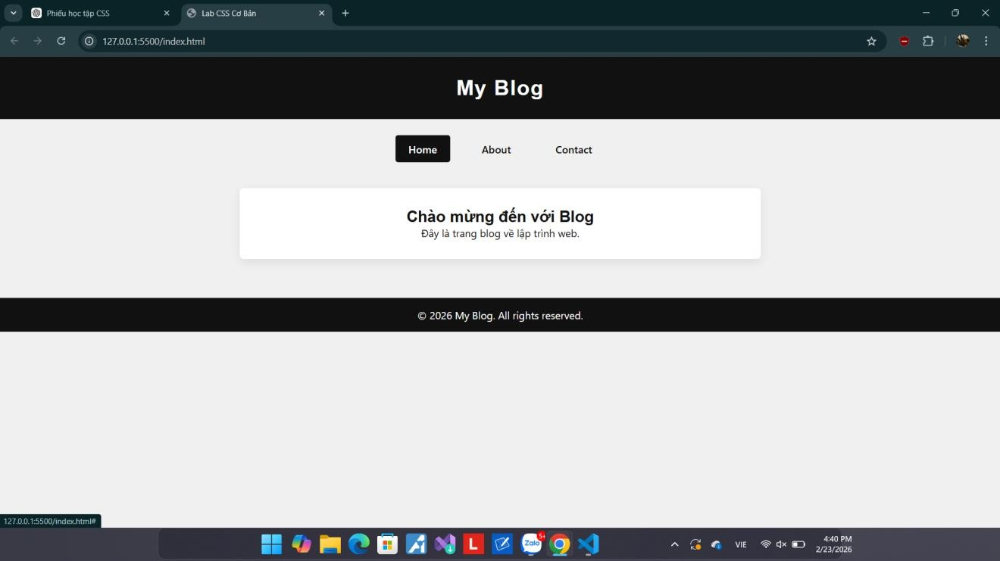 Phiếu học tập CSS
Lab CSS Cơ Bản
127.0.0.1:5500/index.html
My Blog
Home
About
Contact
Chào mừng đến với Blog
Đây là trang blog về lập trình web.
© 2026 My Blog. All rights reserved.
127.0.0.1:5500/index.html#
L
Zalo
5+
VIE
4:40 PM
2/23/2026